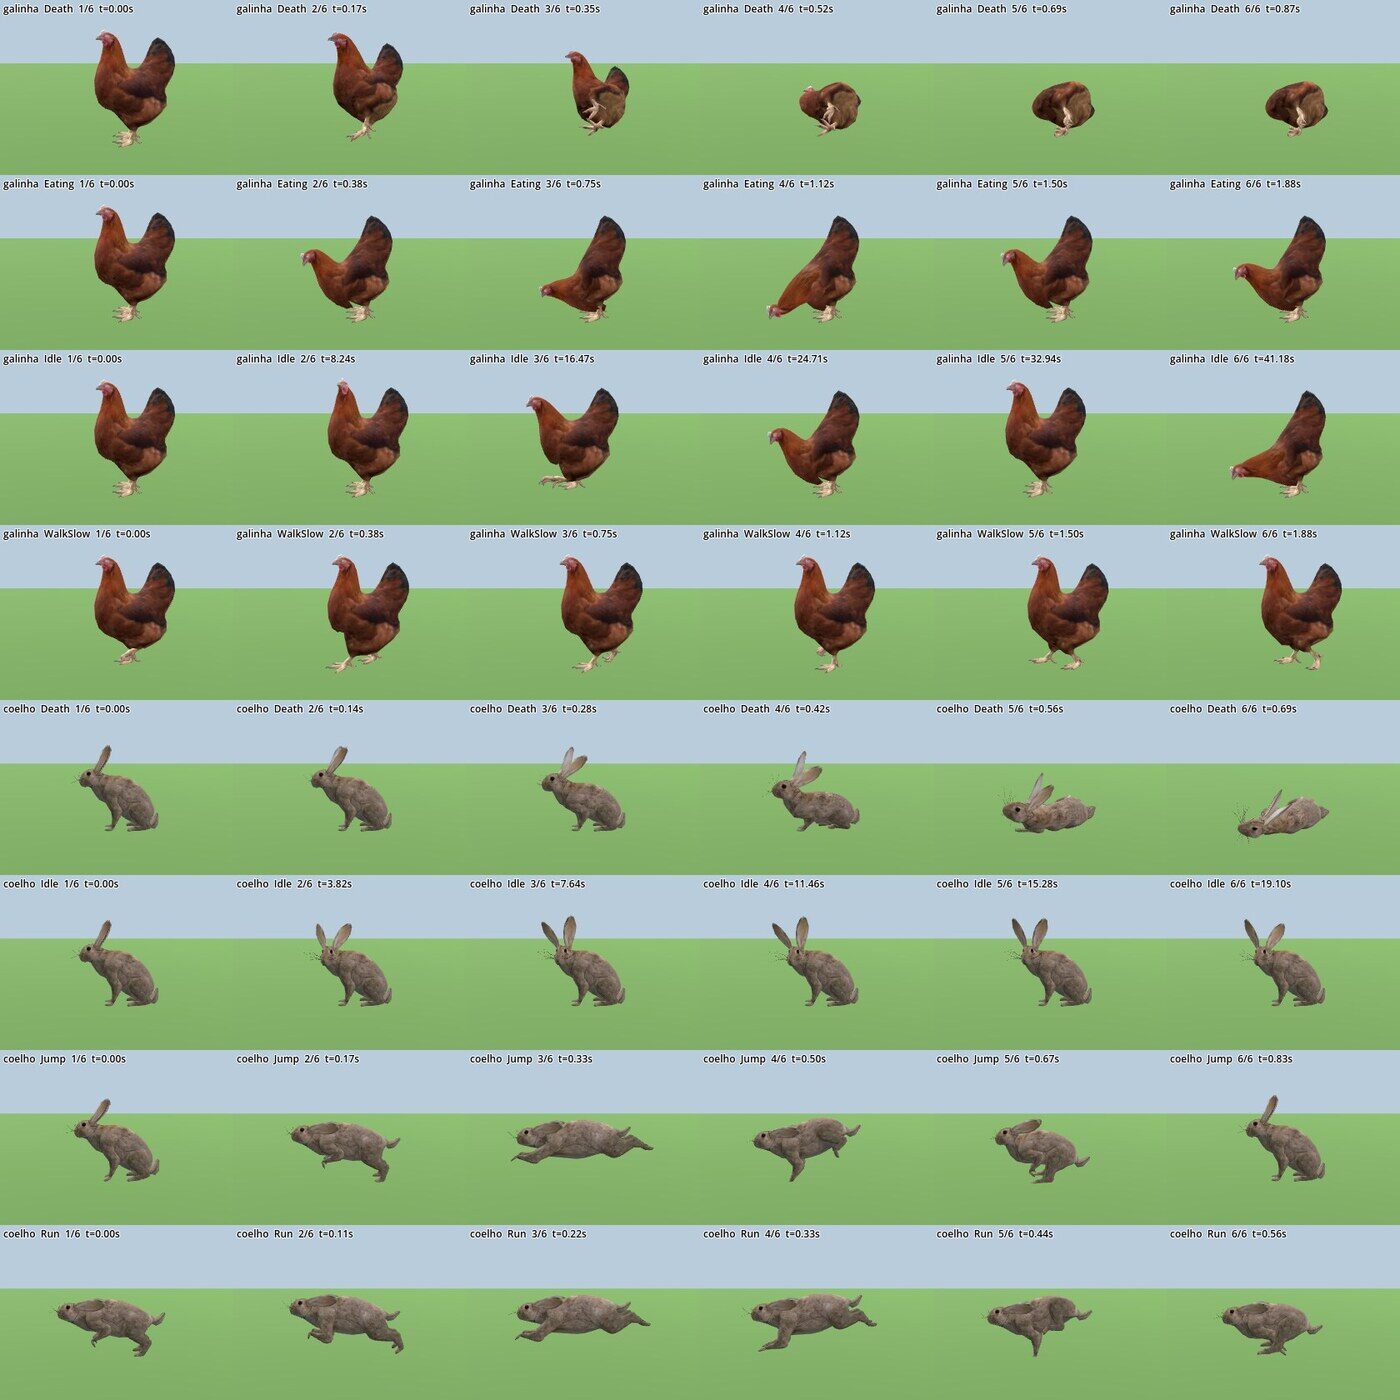 galinha Death 1/6 t=0.00s
galinha Death 2/6 t=0.17s
galinha Death 3/6 t=0.35s
galinha Death 4/6 t=0.52s
galinha Death 5/6 t=0.69s
galinha Death 6/6 t=0.87s
galinha Eating 1/6 t=0.00s
galinha Eating 2/6 t=0.38s
galinha Eating 3/6 t=0.75s
galinha Eating 4/6 t=1.12s
galinha Eating 5/6 t=1.50s
galinha Eating 6/6 t=1.88s
galinha Idle 1/6 t=0.00s
galinha Idle 2/6 t=8.24s
galinha Idle 3/6 t=16.47s
galinha Idle 4/6 t=24.71s
galinha Idle 5/6 t=32.94s
galinha Idle 6/6 t=41.18s
galinha WalkSlow 1/6 t=0.00s
galinha WalkSlow 2/6 t=0.38s
galinha WalkSlow 3/6 t=0.75s
galinha WalkSlow 4/6 t=1.12s
galinha WalkSlow 5/6 t=1.50s
galinha WalkSlow 6/6 t=1.88s
coelho Death 1/6 t=0.00s
coelho Death 2/6 t=0.14s
coelho Death 3/6 t=0.28s
coelho Death 4/6 t=0.42s
coelho Death 5/6 t=0.56s
coelho Death 6/6 t=0.69s
coelho Idle 1/6 t=0.00s
coelho Idle 2/6 t=3.82s
coelho Idle 3/6 t=7.64s
coelho Idle 4/6 t=11.46s
coelho Idle 5/6 t=15.28s
coelho Idle 6/6 t=19.10s
coelho Jump 1/6 t=0.00s
coelho Jump 2/6 t=0.17s
coelho Jump 3/6 t=0.33s
coelho Jump 4/6 t=0.50s
coelho Jump 5/6 t=0.67s
coelho Jump 6/6 t=0.83s
coelho Run 1/6 t=0.00s
coelho Run 2/6 t=0.11s
coelho Run 3/6 t=0.22s
coelho Run 4/6 t=0.33s
coelho Run 5/6 t=0.44s
coelho Run 6/6 t=0.56s